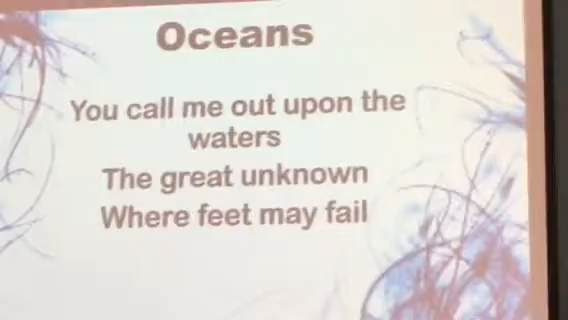 Oceans
You call me out upon the
waters
The great unknown
Where feet may fail